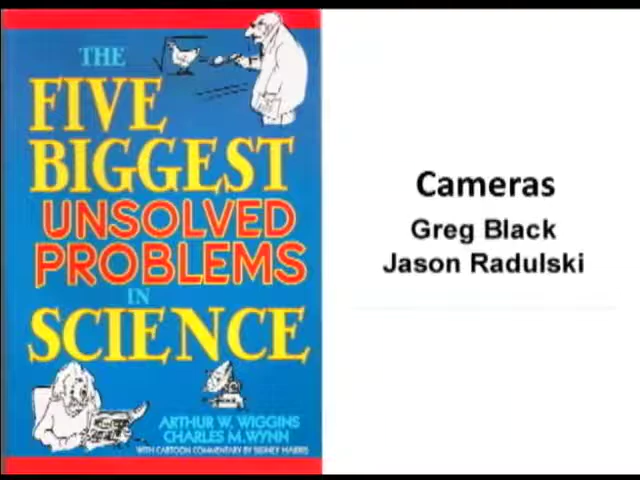 THE
FIVE
BIGGEST
UNSOLVED
PROBLEMS
IN
SCIENCE
ARTHUR W. WIGGINS
CHARLES M. WYNN
WITH CARTOON COMMENTARY BY SIDNEY HARRIS
Cameras
Greg Black
Jason Radulski